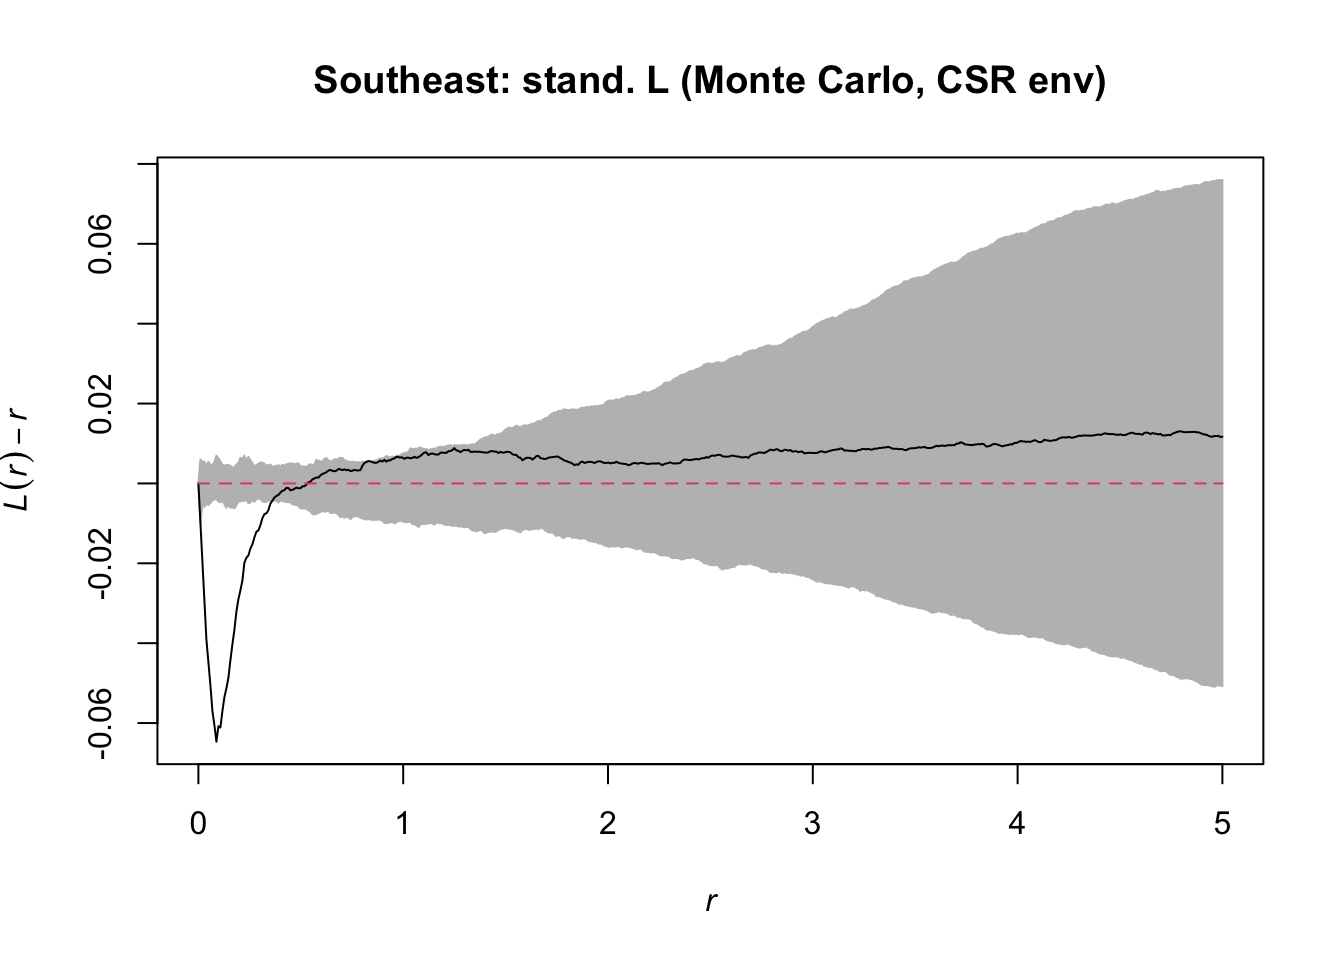 Southeast: stand. L (Monte Carlo, CSR env)
L(r) − r
0.06
0.02
-0.02
-0.06
0 1 2 3 4 5
r